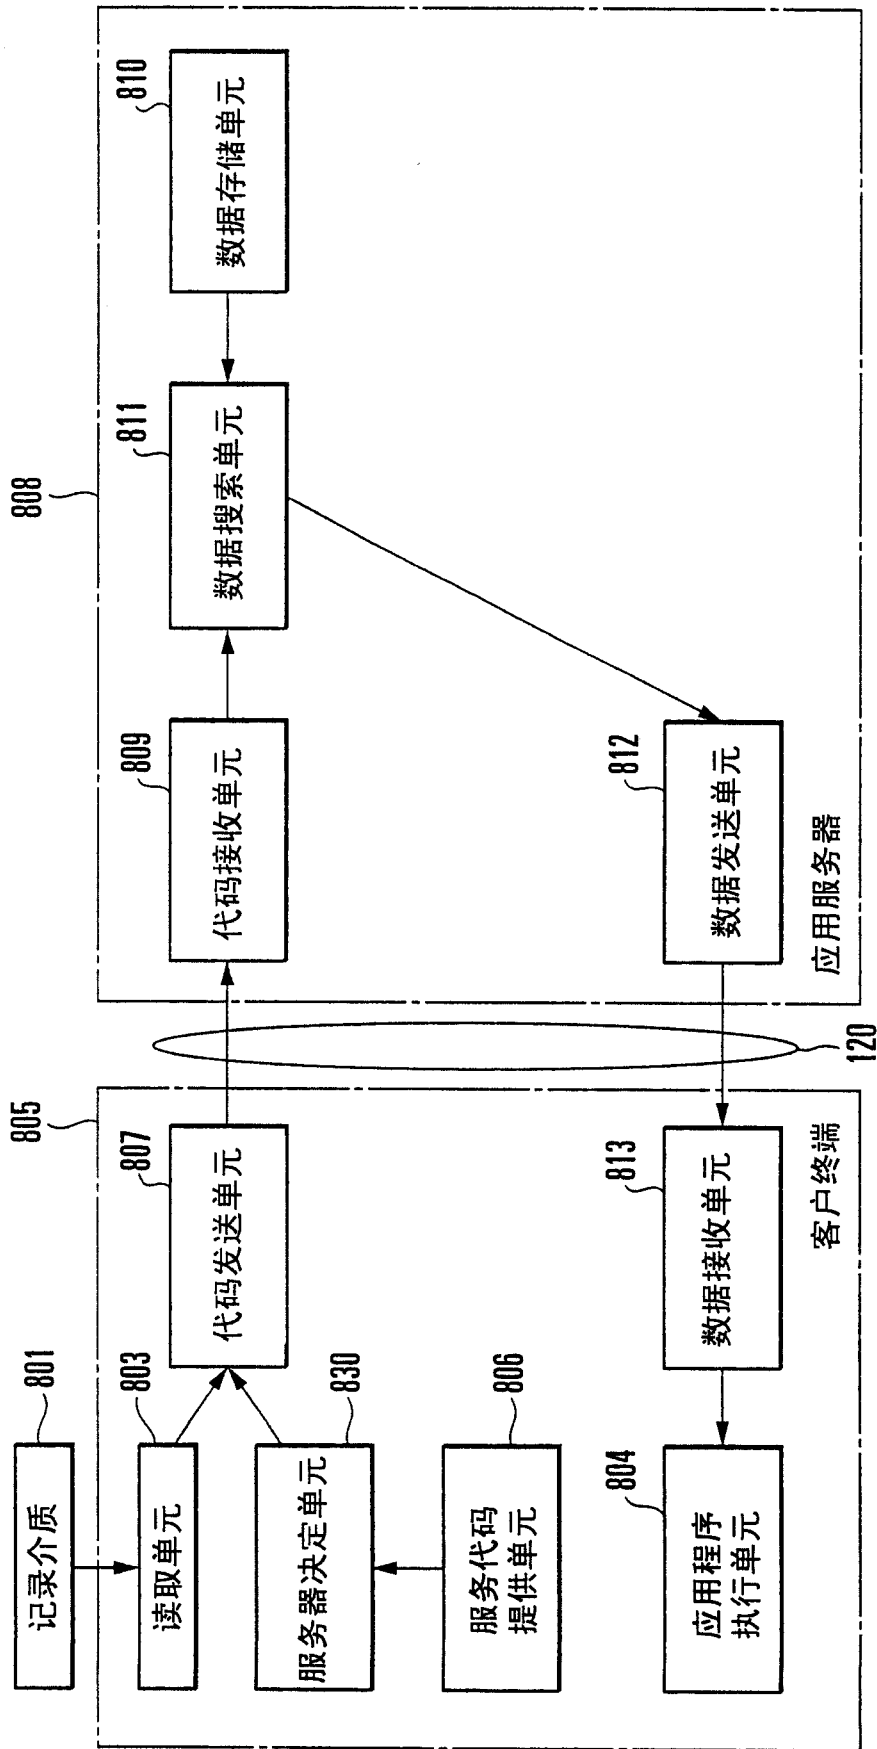 801
记录介质
805
803
读取单元
807
代码发送单元
830
服务器决定单元
806
服务代码
提供单元
804
应用程序
执行单元
813
数据接收单元
客户终端
120
808
809
代码接收单元
811
数据搜索单元
810
数据存储单元
812
数据发送单元
应用服务器